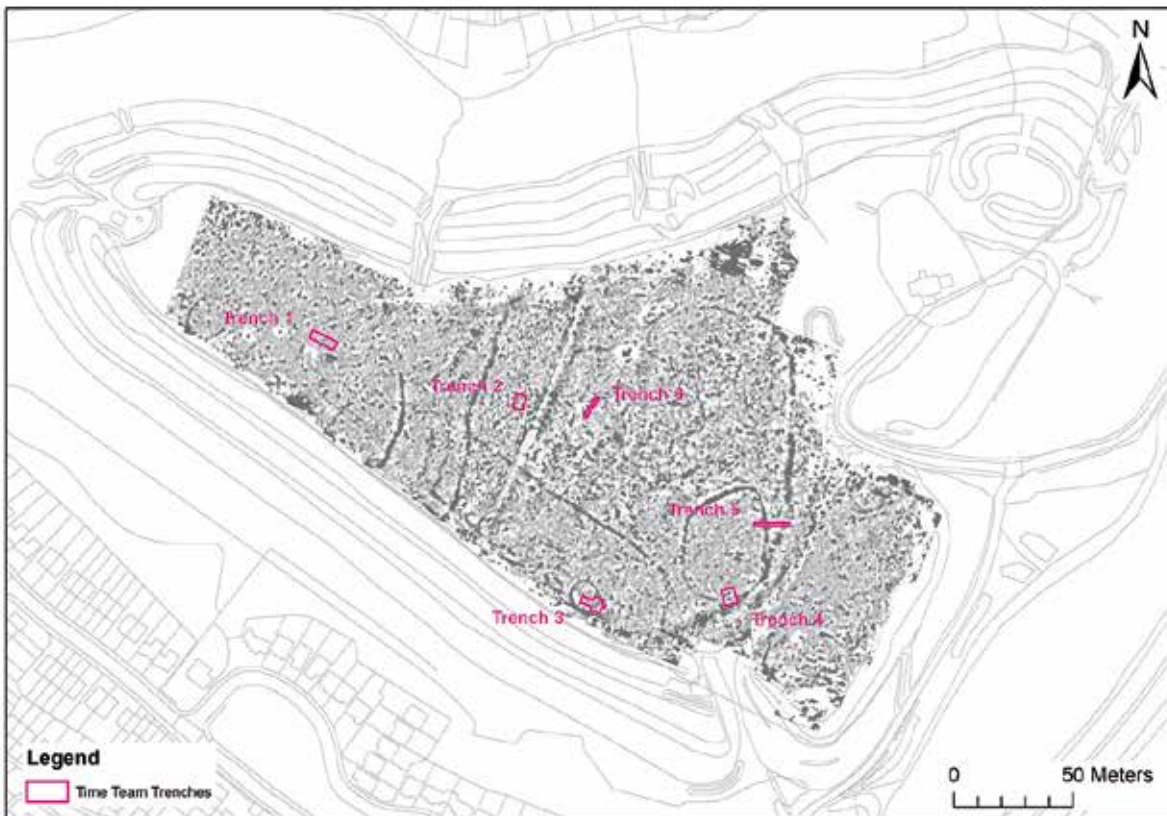 N
Trench 1
Trench 2
Trench 6
Trench 5
Trench 3
Trench 4
Legend
Time Team Trenches
0 50 Meters